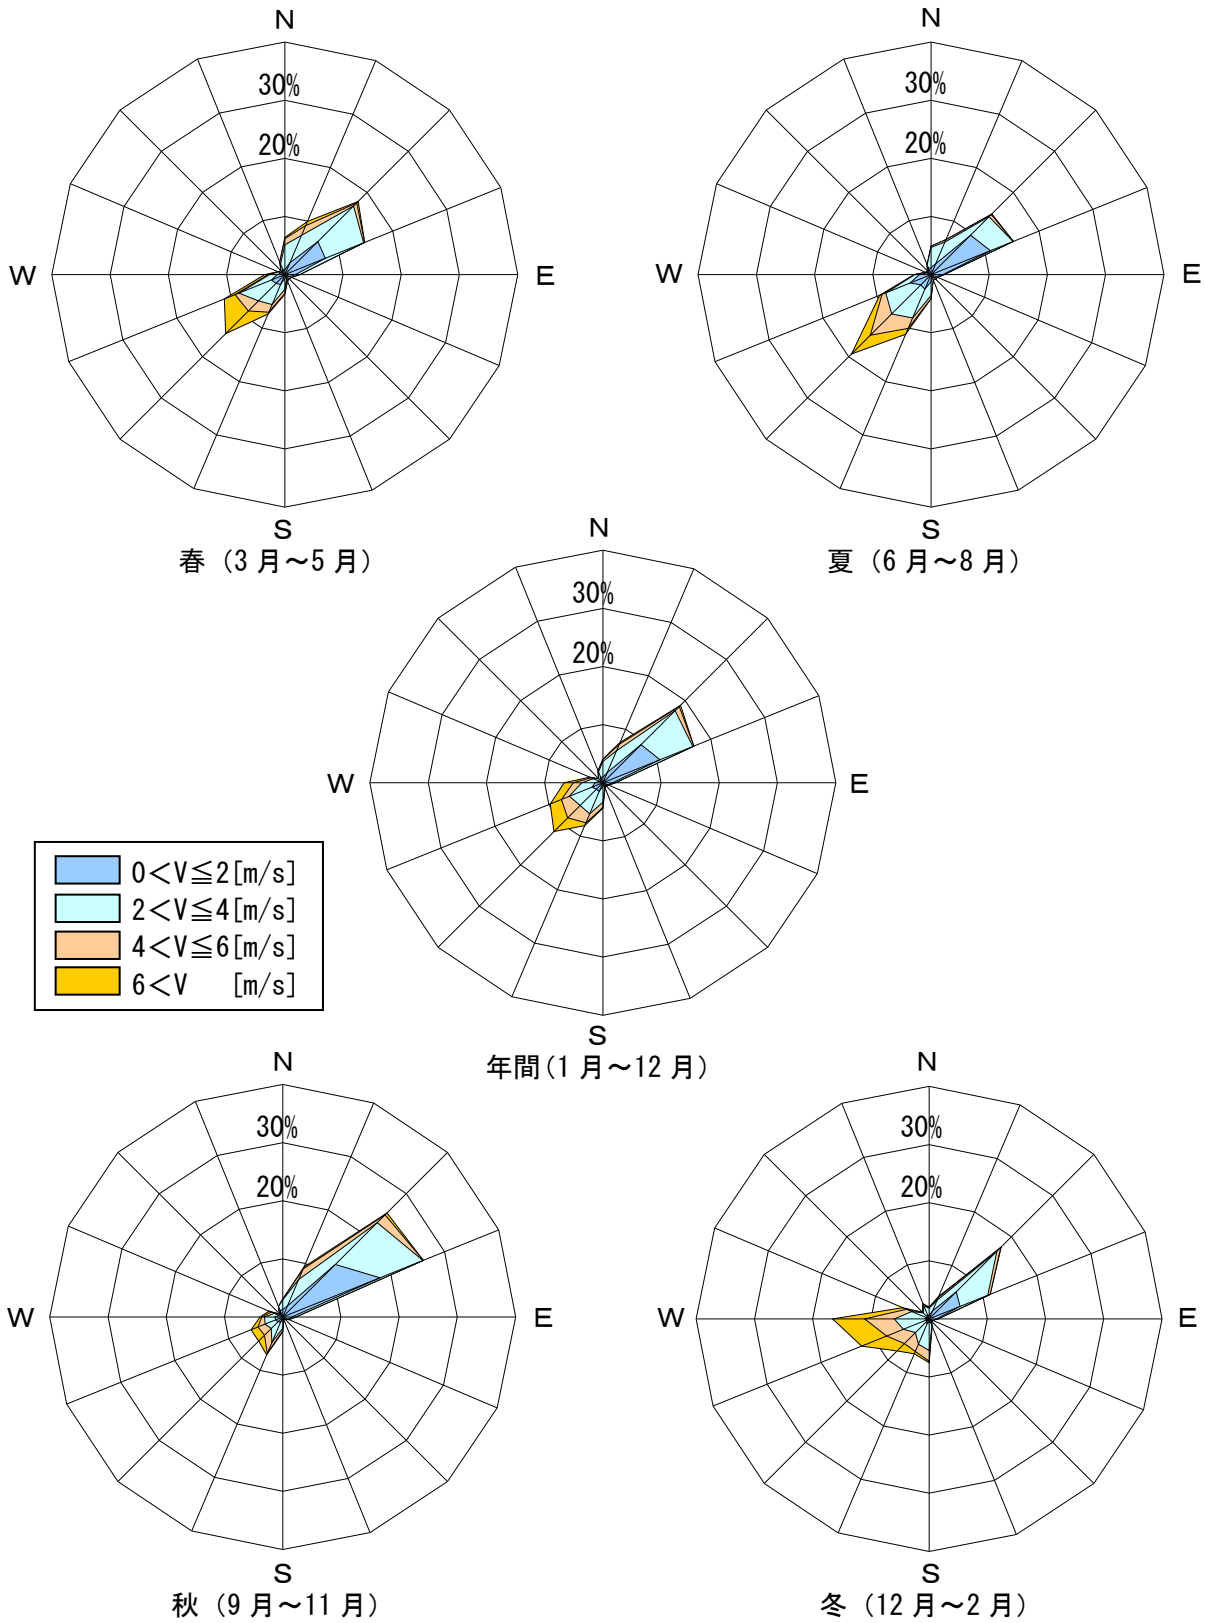 N
30%
20%
W
E
S
春 (3 月～5 月)
N
30%
20%
W
E
S
夏 (6 月～8 月)
N
30%
20%
W
E
S
年間(1 月～12 月)
0＜V≦2[m/s]
2＜V≦4[m/s]
4＜V≦6[m/s]
6＜V [m/s]
N
30%
20%
W
E
S
秋 (9 月～11 月)
N
30%
20%
W
E
S
冬 (12 月～2 月)